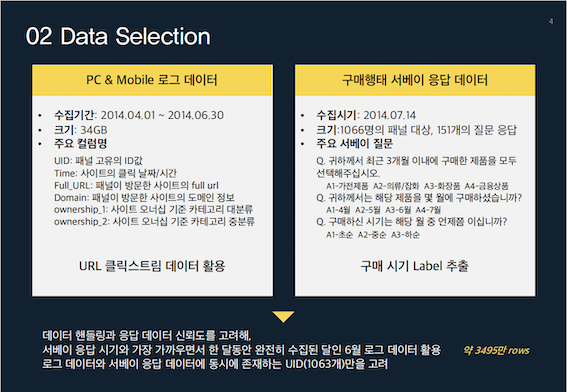 4
02 Data Selection
PC & Mobile 로그 데이터
• 수집기간: 2014.04.01 ~ 2014.06.30
• 크기: 34GB
• 주요 컬럼명
UID: 패널 고유의 ID값
Time: 사이트의 클릭 날짜/시간
Full_URL: 패널이 방문한 사이트의 full url
Domain: 패널이 방문한 사이트의 도메인 정보
ownership_1: 사이트 오너십 기준 카테고리 대분류
ownership_2: 사이트 오너십 기준 카테고리 중분류
URL 클릭스트림 데이터 활용
구매행태 서베이 응답 데이터
• 수집시기: 2014.07.14
• 크기:1066명의 패널 대상, 151개의 질문 응답
• 주요 서베이 질문
Q. 귀하께서 최근 3개월 이내에 구매한 제품을 모두
선택해주십시오.
A1-가전제품 A2-의류/잡화 A3-화장품 A4-금융상품
Q. 귀하께서는 해당 제품을 몇 월에 구매하셨습니까?
A1-4월 A2-5월 A3-6월 A4-7월
Q. 구매하신 시기는 해당 월 중 언제쯤 이십니까?
A1-초순 A2-중순 A3-하순
구매 시기 Label 추출
데이터 핸들링과 응답 데이터 신뢰도를 고려해,
서베이 응답 시기와 가장 가까우면서 한 달동안 완전히 수집된 달인 6월 로그 데이터 활용
약 3495만 rows
로그 데이터와 서베이 응답 데이터에 동시에 존재하는 UID(1063개)만을 고려